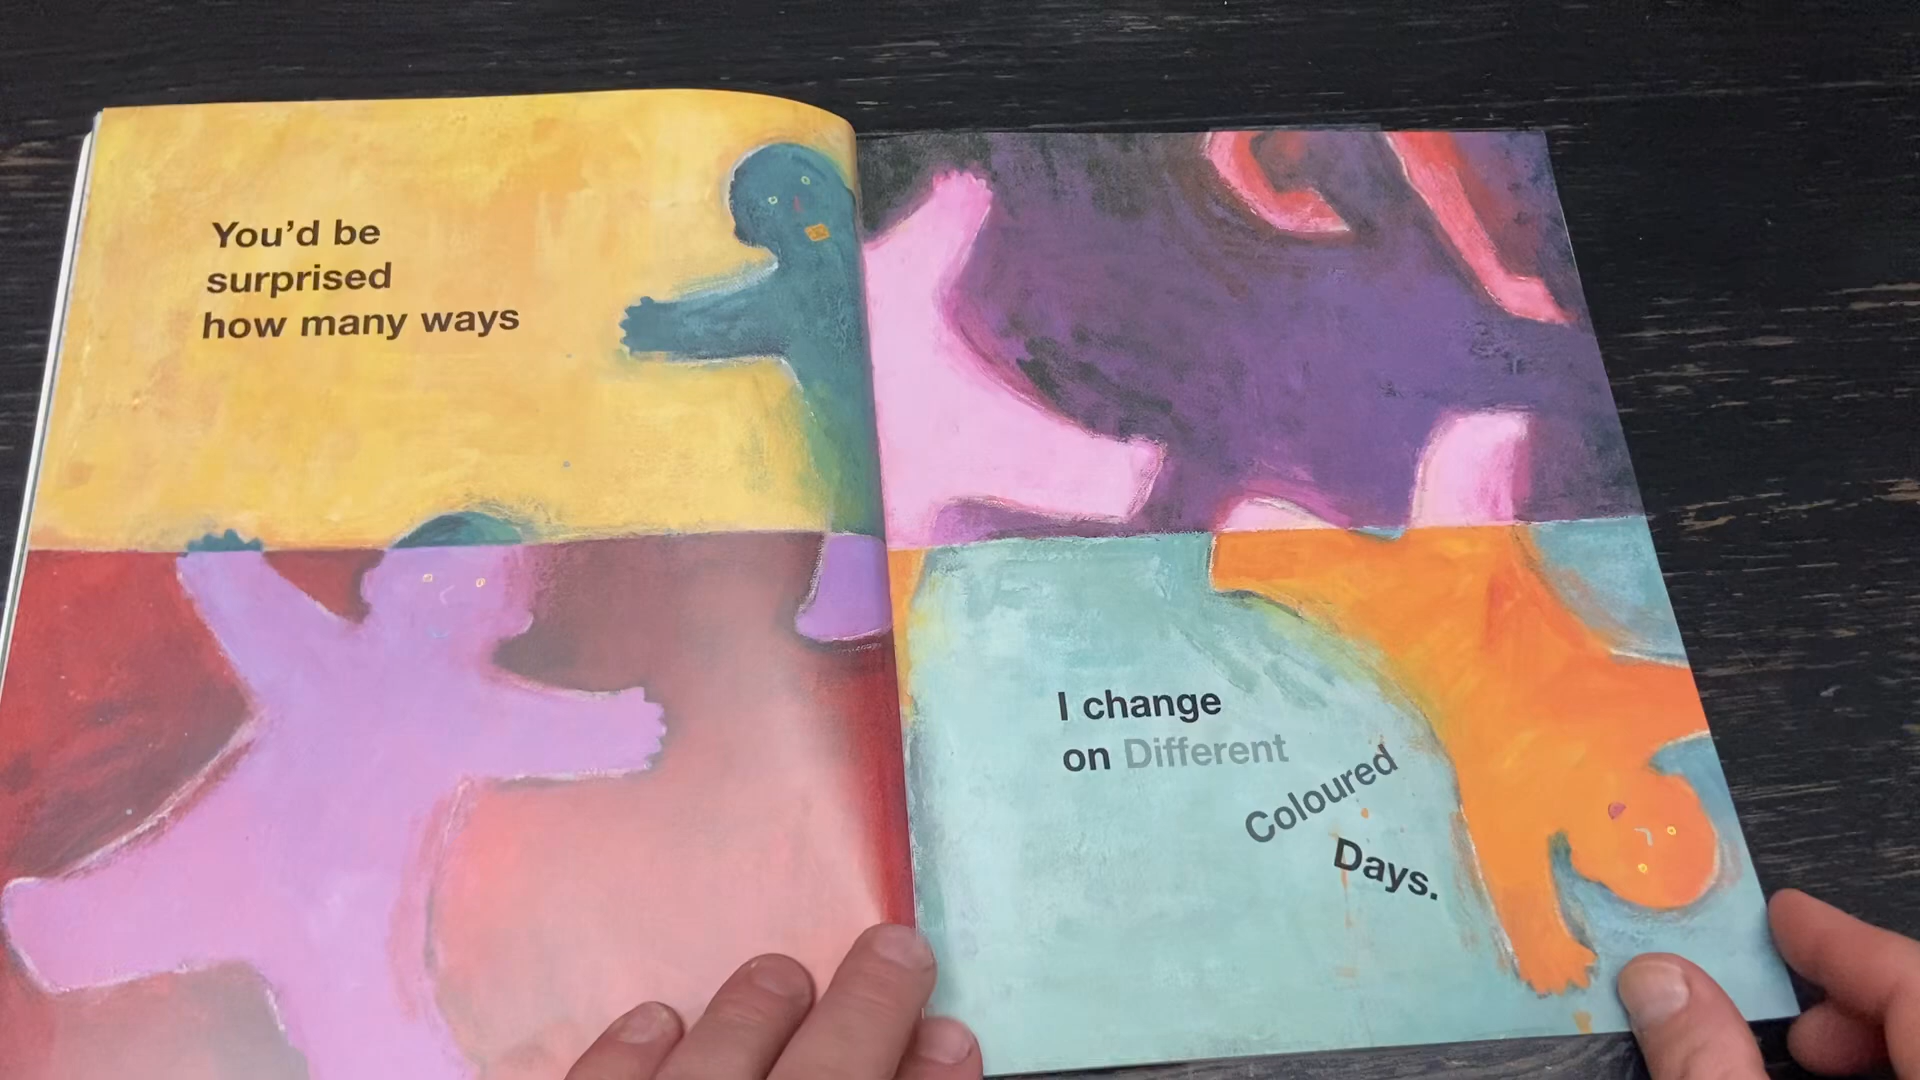 You'd be
surprised
how many ways
I change
on Different
Coloured
Days.